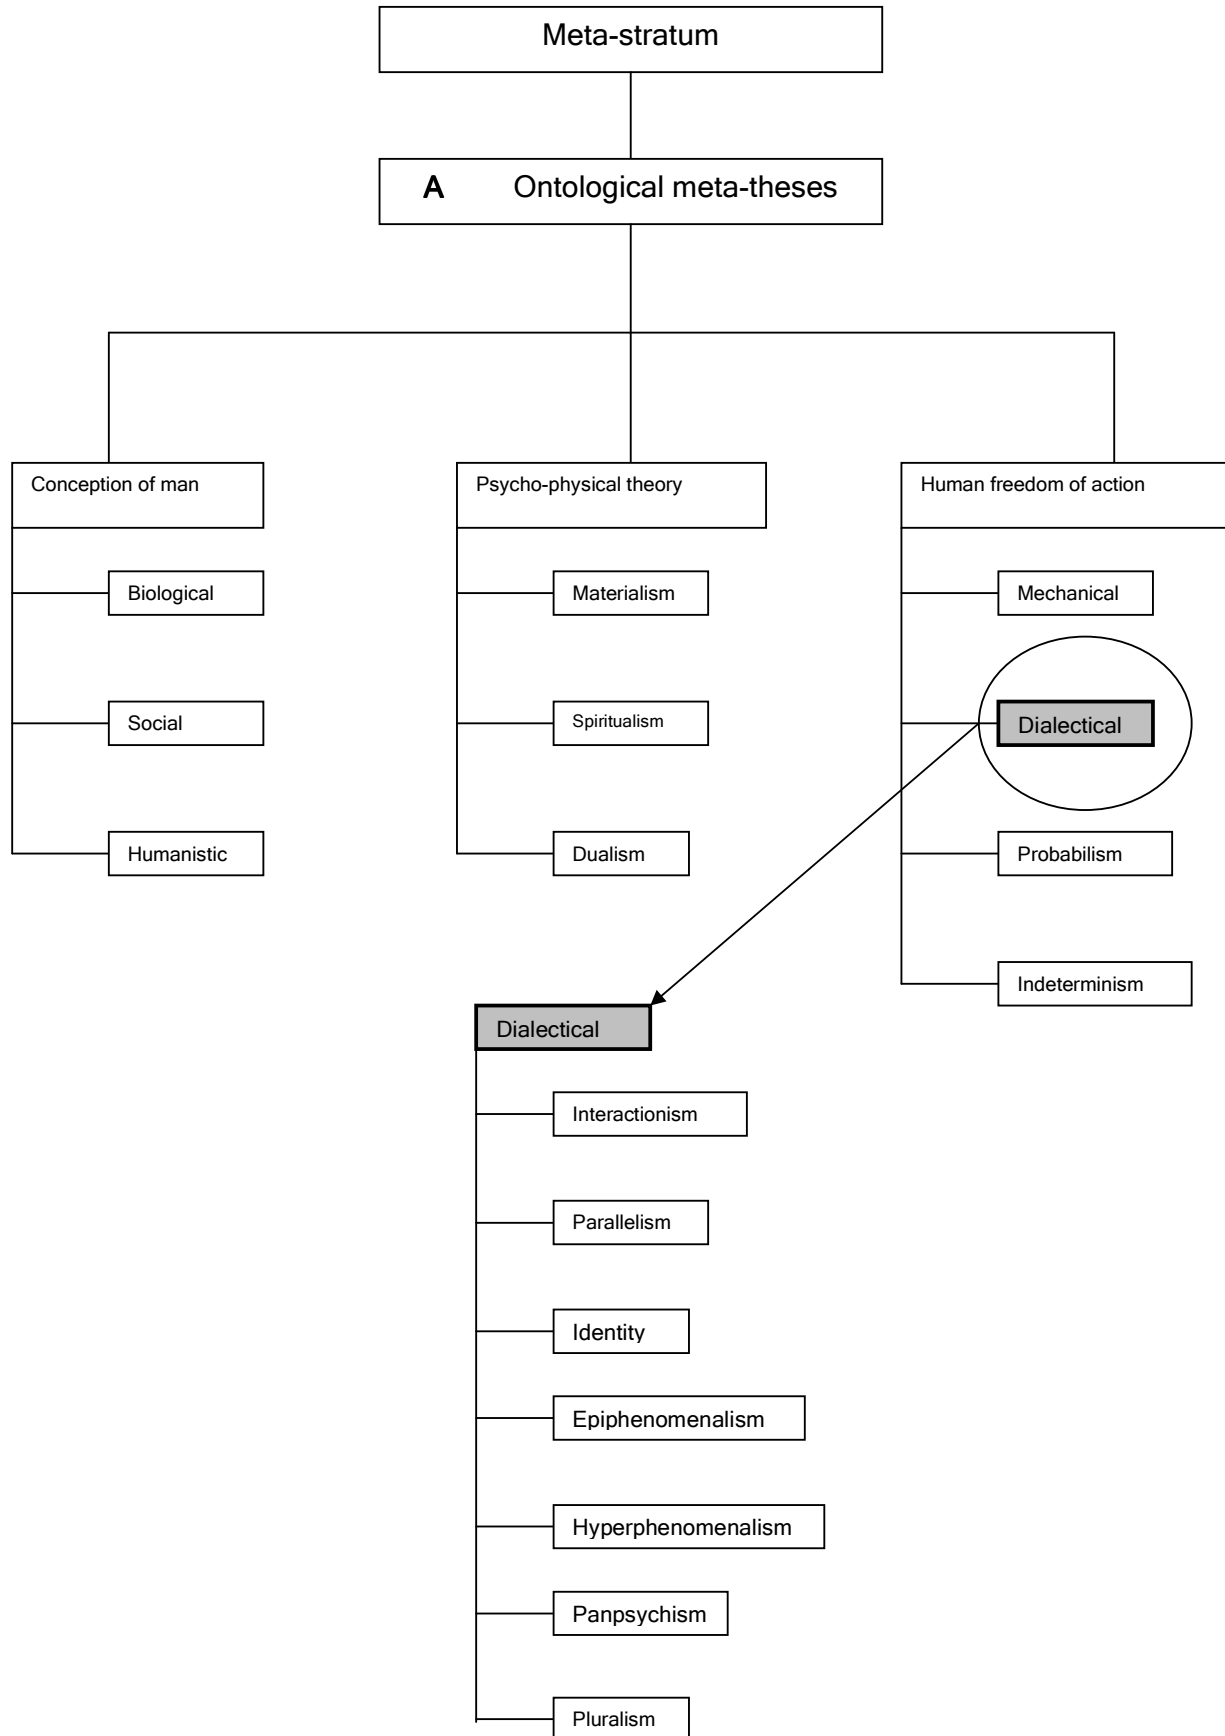 Meta-stratum
A Ontological meta-theses
Conception of man
Psycho-physical theory
Human freedom of action
Biological
Materialism
Mechanical
Social
Spiritualism
Dialectical
Humanistic
Dualism
Probabilism
Indeterminism
Dialectical
Interactionism
Parallelism
Identity
Epiphenomenalism
Hyperphenomenalism
Panpsychism
Pluralism